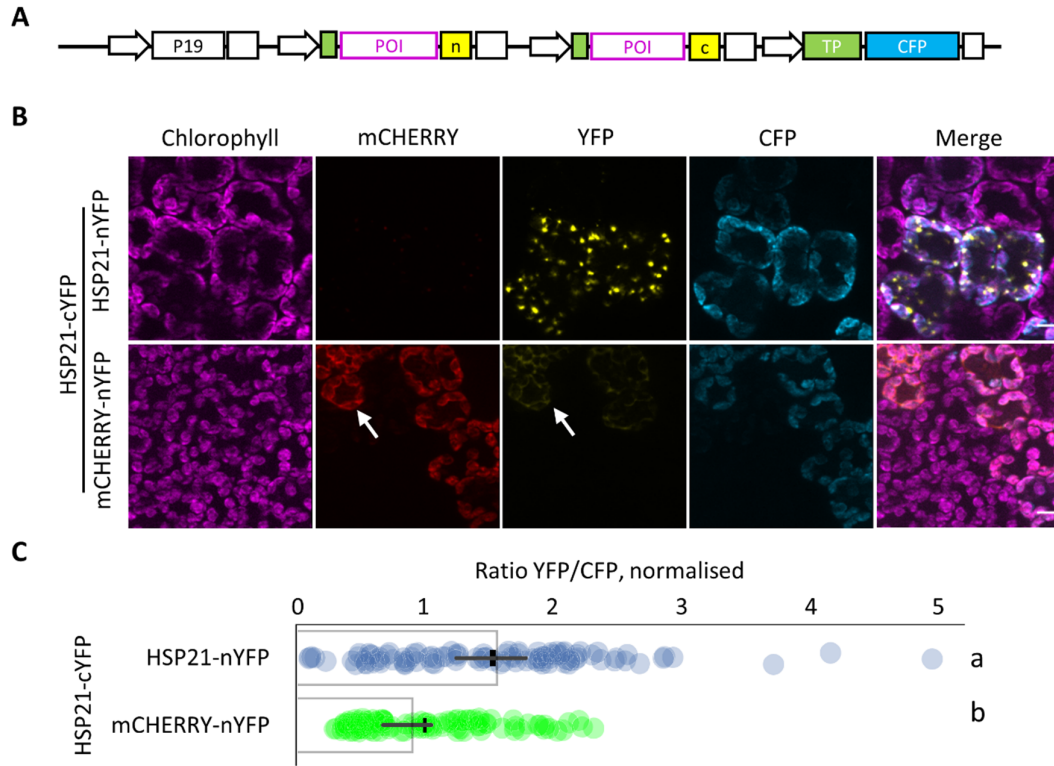 A
P19
POI
n
POI
c
TP
CFP
B
Chlorophyll
mCHERRY
YFP
CFP
Merge
HSP21-cYFP
HSP21-nYFP
mCHERRY-nYFP
C
Ratio YFP/CFP, normalised
0 1 2 3 4 5
HSP21-cYFP
HSP21-nYFP
a
mCHERRY-nYFP
b